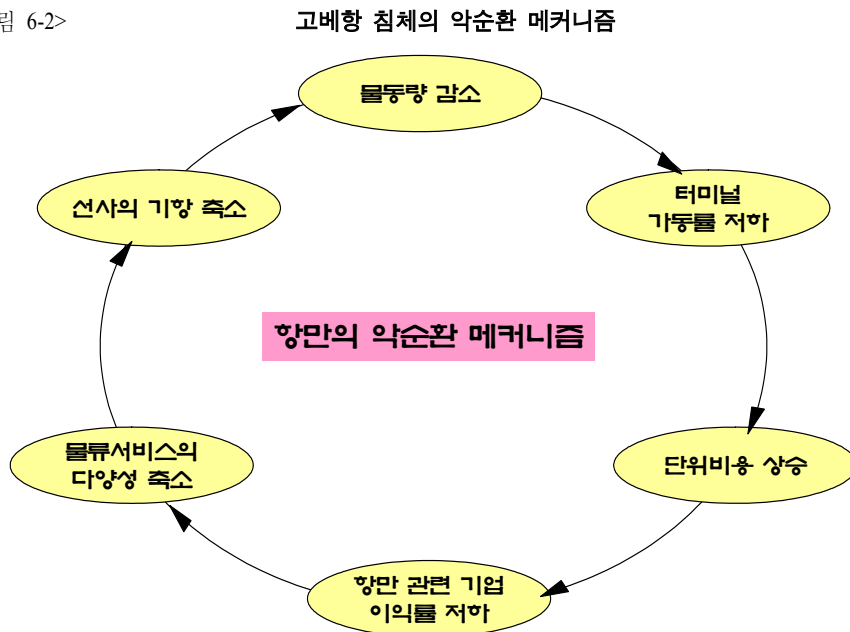 림 6-2>
고베항 침체의 악순환 메커니즘
물동량 감소
터미널
가동률 저하
단위비용 상승
항만 관련 기업
이익률 저하
물류서비스의
다양성 축소
선사의 기항 축소
항만의 악순환 메커니즘